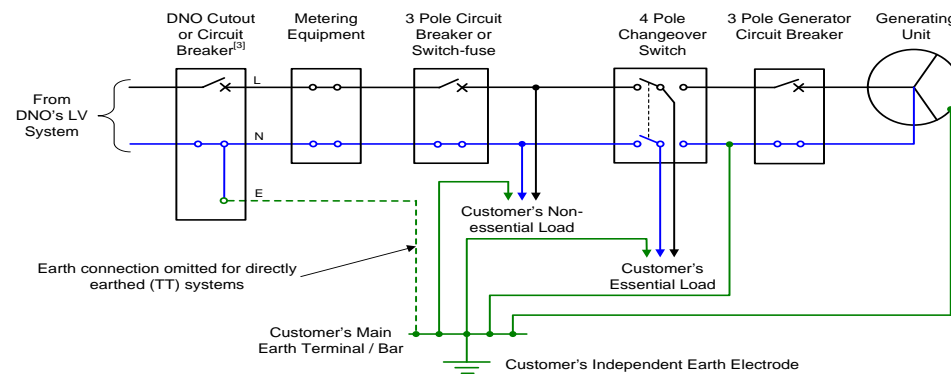 DNO Cutout
or Circuit
Breaker[3]
Metering
Equipment
3 Pole Circuit
Breaker or
Switch-fuse
4 Pole
Changeover
Switch
3 Pole Generator
Circuit Breaker
Generating
Unit
L
From
DNO's LV
System
N
E
Customer's Non-
essential Load
Customer's
Essential Load
Earth connection omitted for directly
earthed (TT) systems
Customer's Main
Earth Terminal / Bar
Customer's Independent Earth Electrode